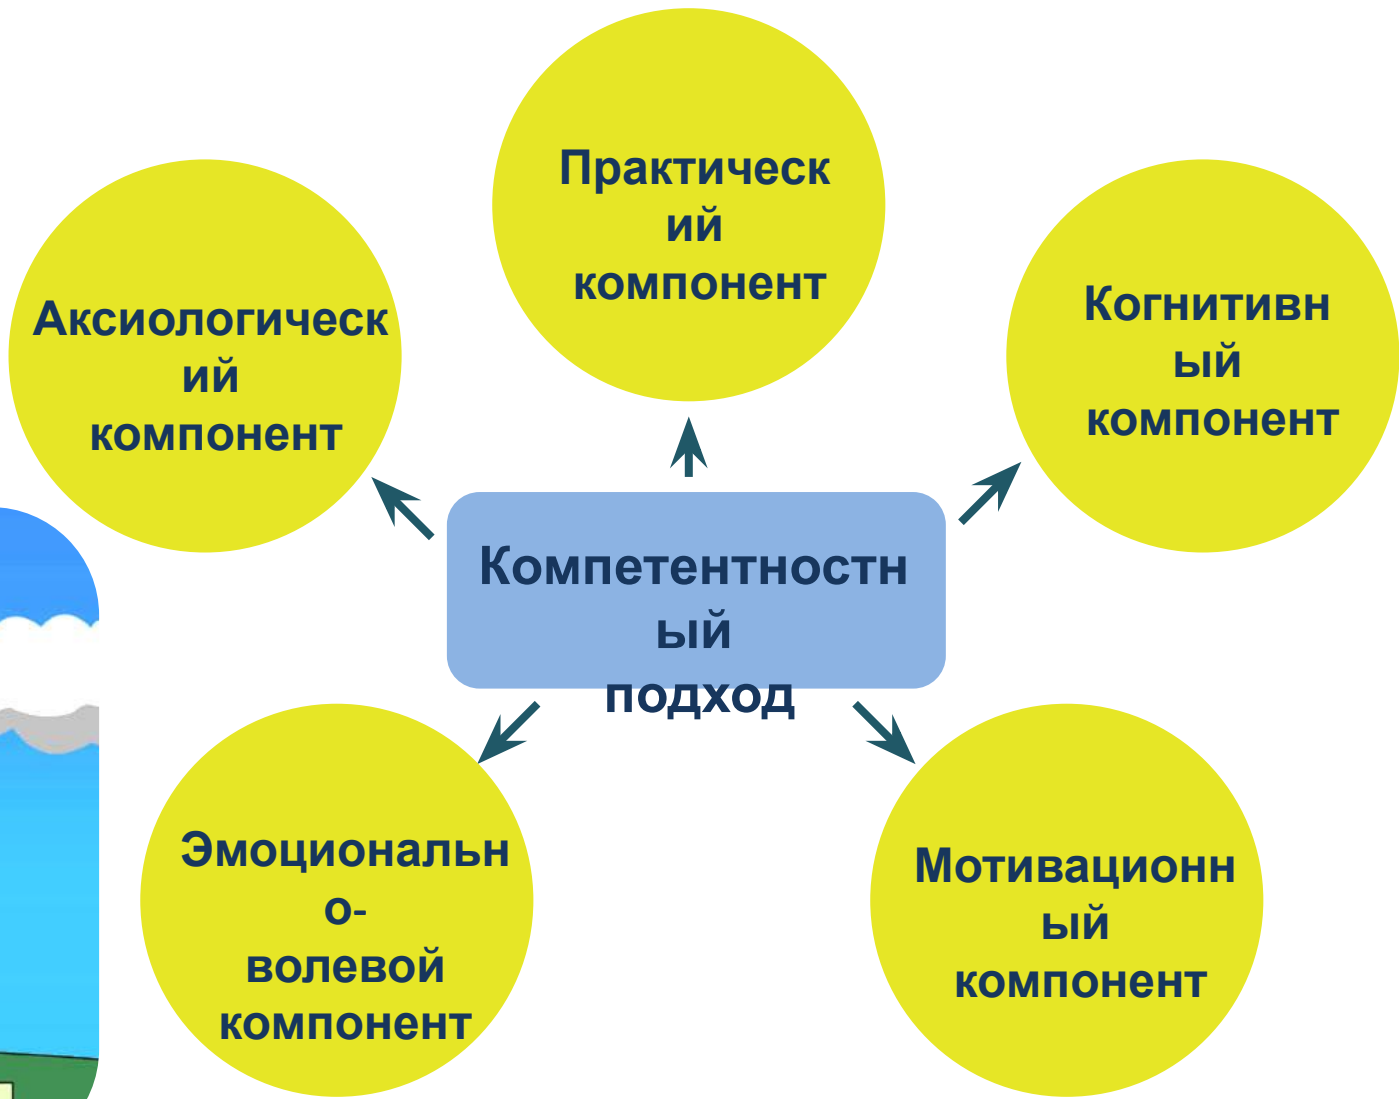 Практическ
ий
компонент
Аксиологическ
ий
компонент
Когнитивн
ый
компонент
Компетентностн
ый
подход
Эмоциональн
о-
волевой
компонент
Мотивационн
ый
компонент